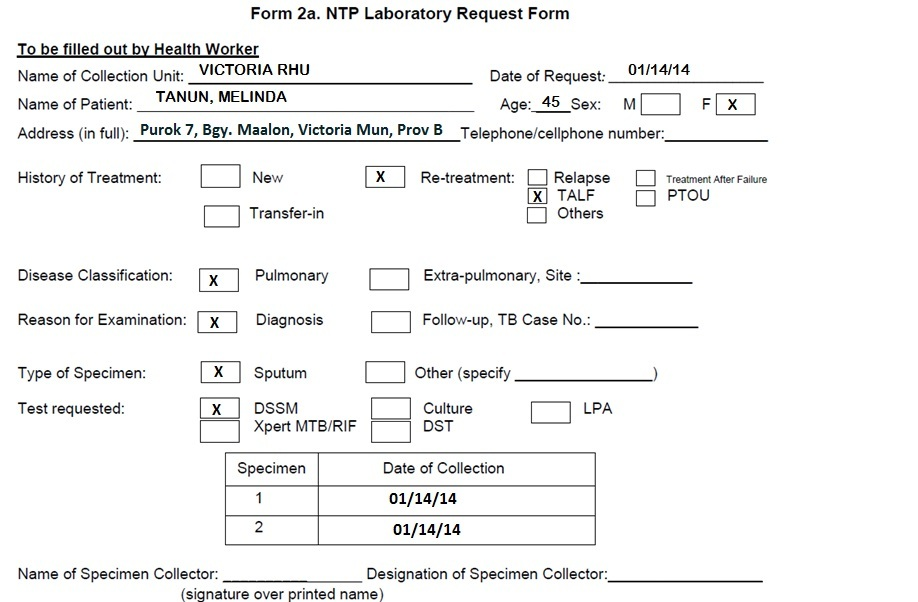 Form 2a. NTP Laboratory Request Form
To be filled out by Health Worker
Name of Collection Unit: VICTORIA RHU Date of Request: 01/14/14
Name of Patient: TANUN, MELINDA Age: 45 Sex: M F X
Address (in full): Purok 7, Bgy. Maalon, Victoria Mun, Prov B Telephone/cellphone number:
History of Treatment: New X Re-treatment: Relapse Treatment After Failure
X TALF PTOU
Transfer-in Others
Disease Classification: X Pulmonary Extra-pulmonary, Site :
Reason for Examination: X Diagnosis Follow-up, TB Case No.:
Type of Specimen: X Sputum Other (specify )
Test requested: X DSSM Culture LPA
Xpert MTB/RIF DST
Specimen Date of Collection
1 01/14/14
2 01/14/14
Name of Specimen Collector: Designation of Specimen Collector:
(signature over printed name)